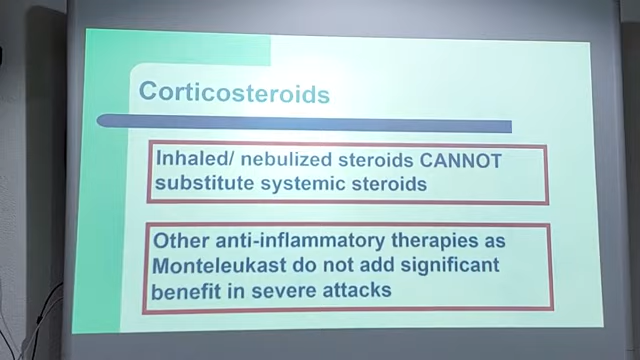 Corticosteroids
Inhaled/ nebulized steroids CANNOT
substitute systemic steroids
Other anti-inflammatory therapies as
Monteleukast do not add significant
benefit in severe attacks